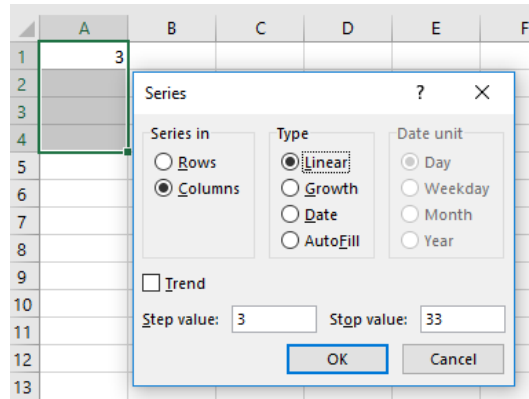 A B C D E F
1 3
2
3
4
5
6
7
8
9
10
11
12
13
Series ?
Series in Type Date unit
Rows Linear Day
Columns Growth Weekday
Date Month
AutoFill Year
Trend
Step value: 3 Stop value: 33
OK Cancel